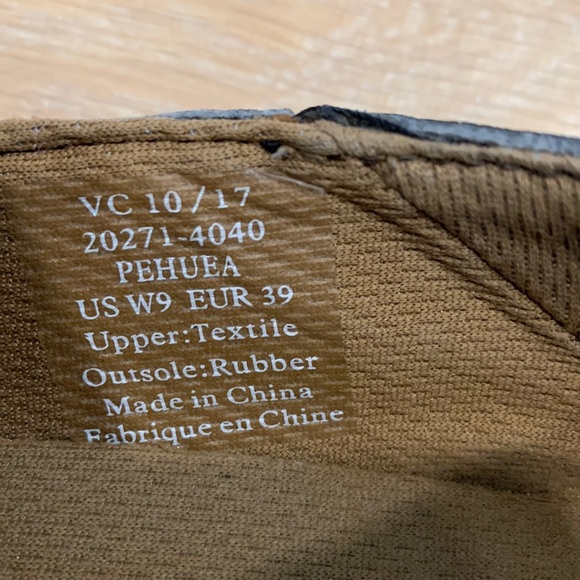 VC 10/17
20271-4040
PEHUEA
US W9 EUR 39
Upper:Textile
Outsole:Rubber
Made in China
Fabrique en Chine